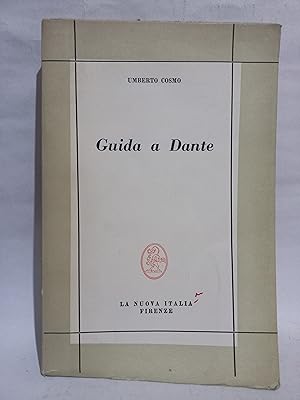 UMBERTO COSMO
Guida a Dante
LA NUOVA ITALIA
FIRENZE